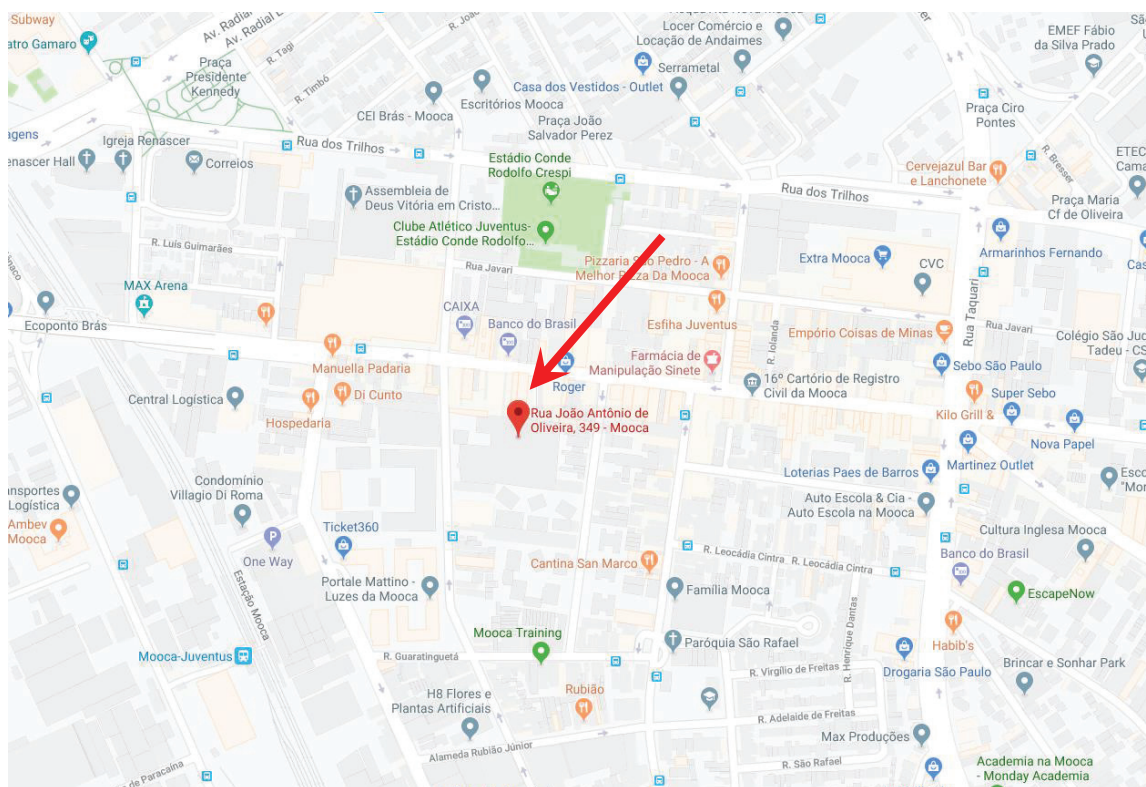 Subway
atro Gamaro
Av. Radial
Av. Radial
Praça
Presidente
Kennedy
R. Tagi
R. Timbó
Locer Comércio e
Locação de Andaimes
Serrametal
EMEF Fábio
da Silva Prado
Casa dos Vestidos - Outlet
Escritórios Mooca
CEI Brás - Mooca
Praça João
Salvador Perez
Praça Ciro
Pontes
agens
Igreja Renascer
enascer Hall
Correios
Rua dos Trilhos
Estádio Conde
Rodolfo Crespi
Rua dos Trilhos
Cervejazul Bar
e Lanchonete
R. Bresser
ETEC
Cama
Assembleia de
Deus Vitória em Cristo...
Praça Maria
Cf de Oliveira
Clube Atlético Juventus-
Estádio Conde Rodolfo...
R. Luís Guimarães
Rua Javari
Pizzaria São Pedro - A
Melhor Pizza Da Mooca
Extra Mooca
CVC
Armarinhos Fernando
Cas
MAX Arena
CAIXA
Ecoponto Brás
Banco do Brasil
Esfiha Juventus
R. Iolanda
Empório Coisas de Minas
Rua Taquari
Rua Javari
Colégio São Jud
Tadeu - CS
Manuella Padaria
Farmácia de
Manipulação Sinete
Sebo São Paulo
Roger
16º Cartório de Registro
Civil da Mooca
Di Cunto
Central Logística
Hospedaria
Super Sebo
Kilo Grill &
Rua João Antônio de
Oliveira, 349 - Mooca
Nova Papel
Martinez Outlet
Loterias Paes de Barros
Condomínio
Villagio Di Roma
ansportes
Logística
Auto Escola & Cia -
Auto Escola na Mooca
Esco
"Mor
Ambev
Mooca
Ticket360
Cultura Inglesa Mooca
One Way
R. Leocádia Cintra
R. Leocádia Cintra
Banco do Brasil
Cantina San Marco
Estação Mooca
Portale Mattino -
Luzes da Mooca
Família Mooca
EscapeNow
Mooca Training
R. Henrique Dantas
Paróquia São Rafael
Habib's
Mooca-Juventus
R. Guaratinguetá
R. Virgílio de Freitas
Drogaria São Paulo
Brincar e Sonhar Park
H8 Flores e
Plantas Artificiais
Rubião
R. Adelaide de Freitas
Max Produções
Alameda Rubião Júnior
R. São Rafael
Academia na Mooca
- Monday Academia
de Paracaína